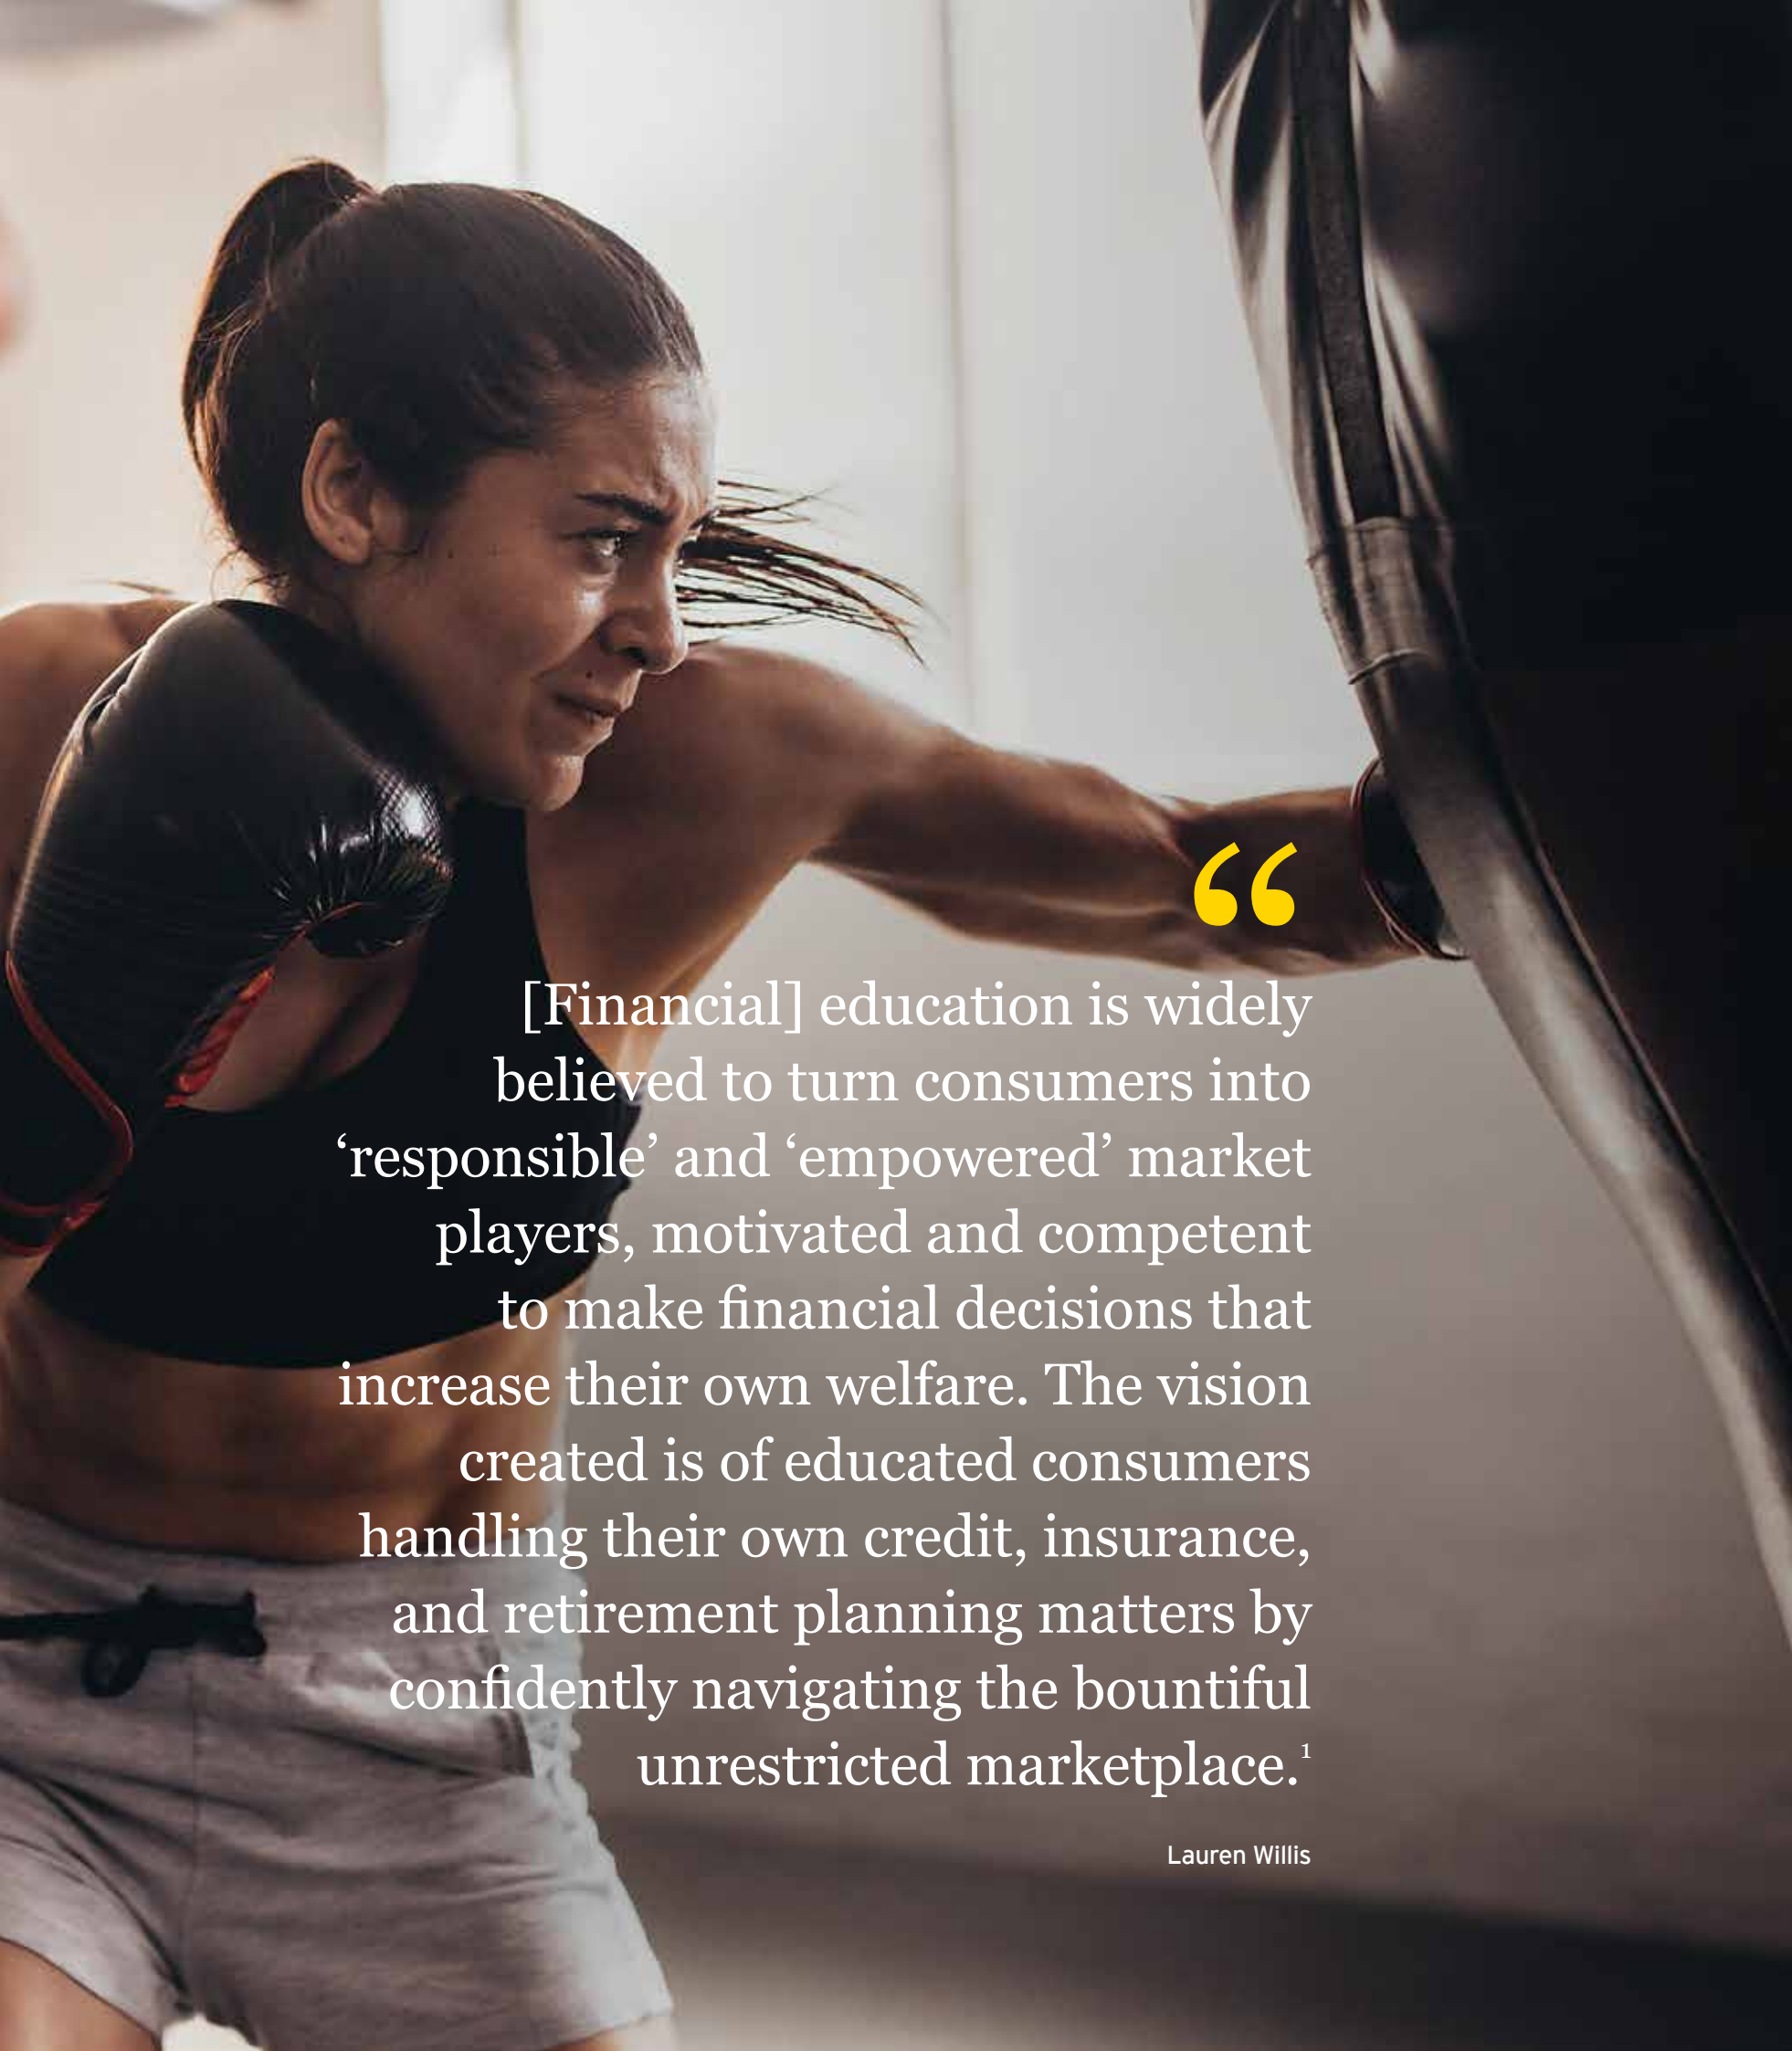 “
[Financial] education is widely
believed to turn consumers into
‘responsible’ and ‘empowered’ market
players, motivated and competent
to make financial decisions that
increase their own welfare. The vision
created is of educated consumers
handling their own credit, insurance,
and retirement planning matters by
confidently navigating the bountiful
unrestricted marketplace.¹
Lauren Willis